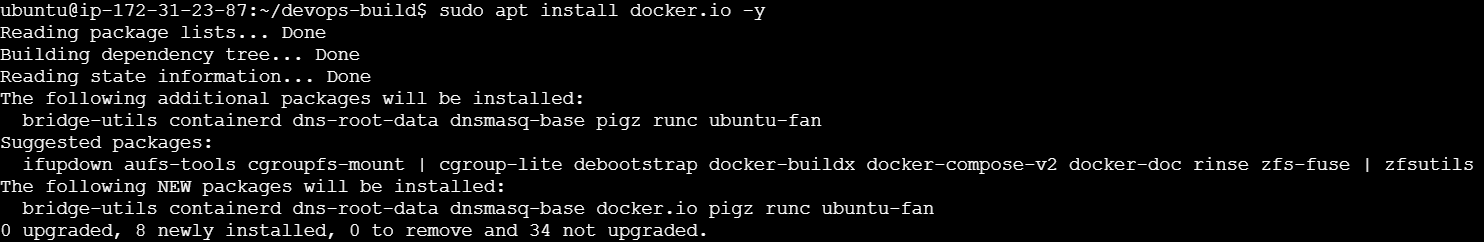 ubuntu@ip-172-31-23-87:~/devops-build$ sudo apt install docker.io -y
Reading package lists... Done
Building dependency tree... Done
Reading state information... Done
The following additional packages will be installed:
  bridge-utils containerd dns-root-data dnsmasq-base pigz runc ubuntu-fan
Suggested packages:
  ifupdown aufs-tools cgroupfs-mount | cgroup-lite debootstrap docker-buildx docker-compose-v2 docker-doc rinse zfs-fuse | zfsutils
The following NEW packages will be installed:
  bridge-utils containerd dns-root-data dnsmasq-base docker.io pigz runc ubuntu-fan
0 upgraded, 8 newly installed, 0 to remove and 34 not upgraded.